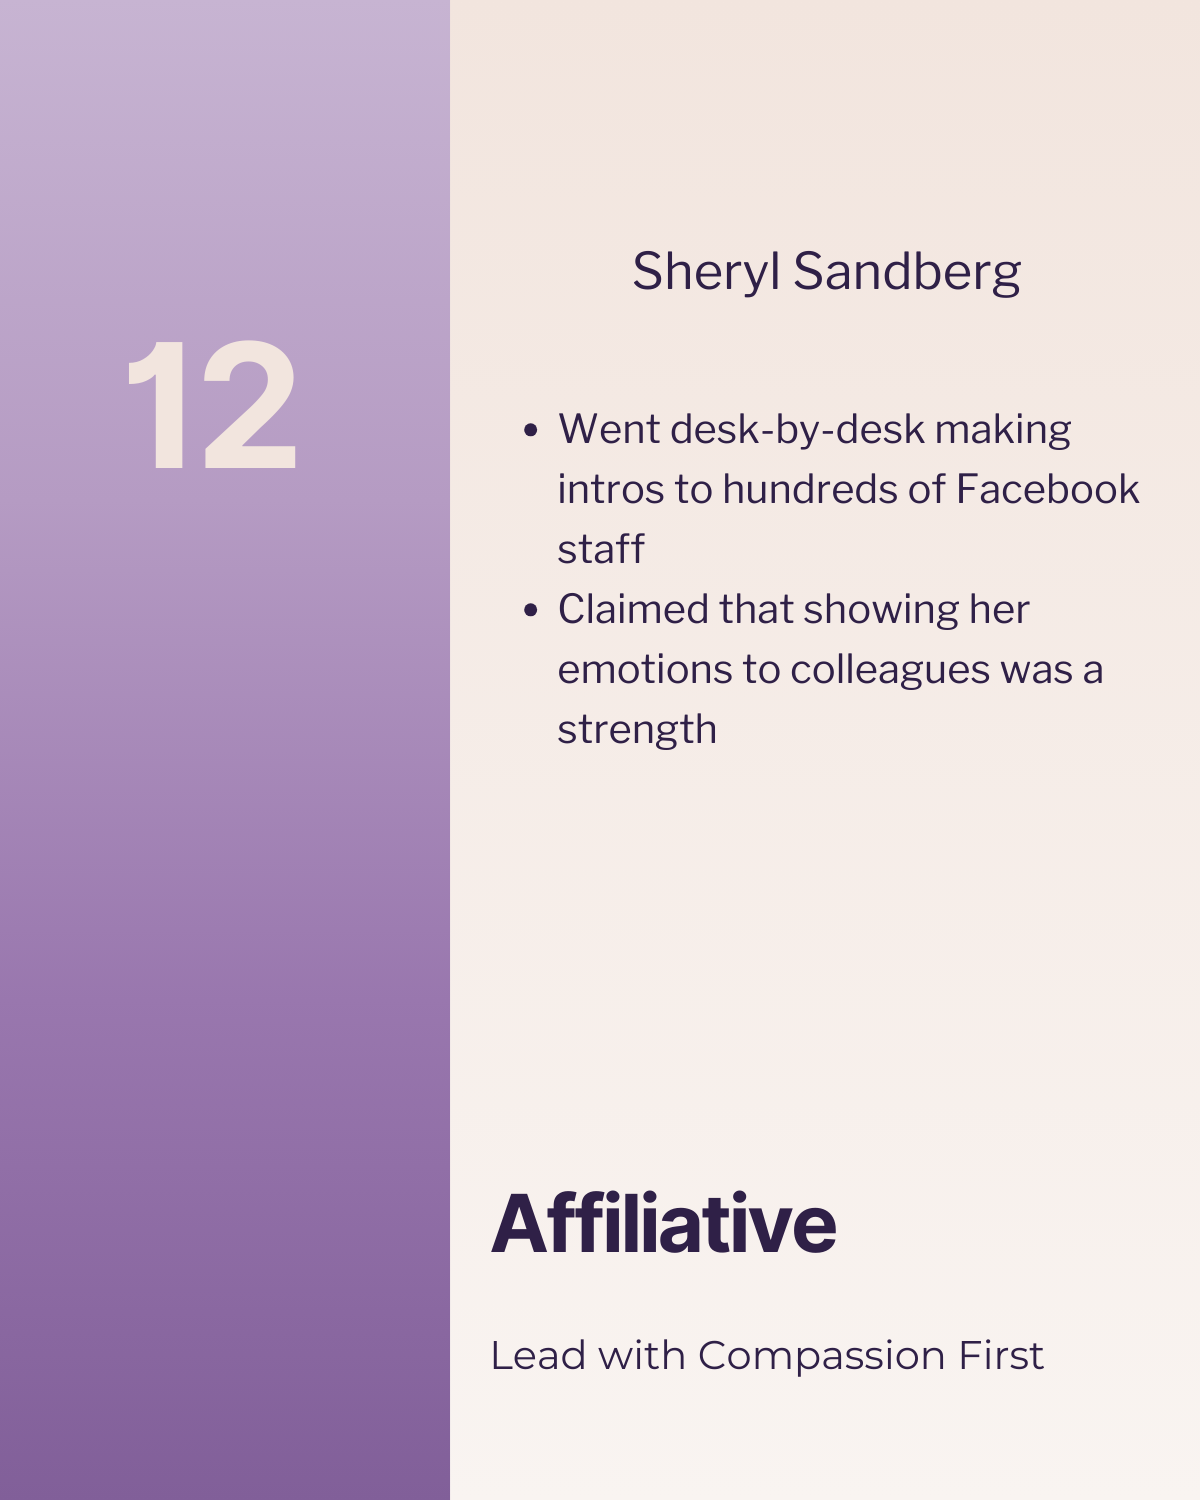 12
Sheryl Sandberg
• Went desk-by-desk making
intros to hundreds of Facebook
staff
• Claimed that showing her
emotions to colleagues was a
strength
Affiliative
Lead with Compassion First